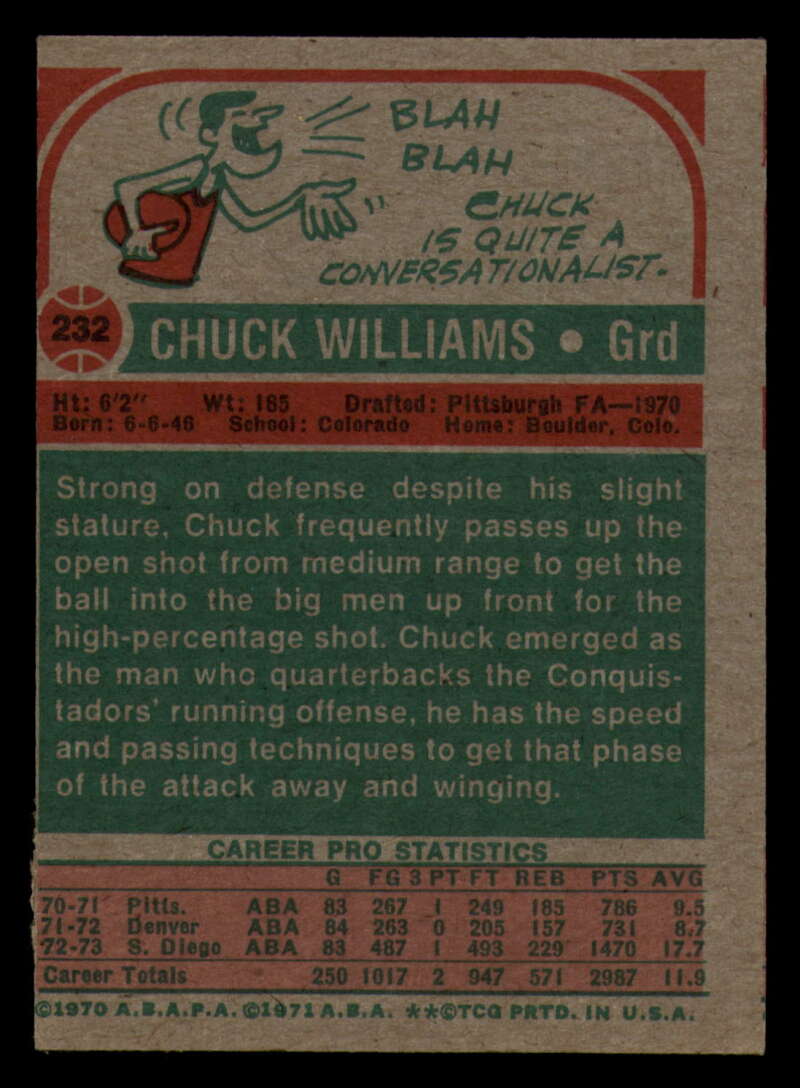 BLAH
BLAH
CHUCK
IS QUITE A
CONVERSATIONALIST.
232 CHUCK WILLIAMS • Grd
Ht: 6'2" Wt: 165 Drafted: Pittsburgh FA—1970
Born: 6-6-46 School: Colorado Home: Boulder, Colo.
Strong on defense despite his slight
stature, Chuck frequently passes up the
open shot from medium range to get the
ball into the big men up front for the
high-percentage shot. Chuck emerged as
the man who quarterbacks the Conquis-
tadors' running offense, he has the speed
and passing techniques to get that phase
of the attack away and winging.
CAREER PRO STATISTICS
G FG 3 PT FT REB PTS AVG
70-71 Pitts. ABA 83 267 1 249 185 786 9.5
71-72 Denver ABA 84 263 0 205 157 731 8.7
72-73 S. Diego ABA 83 487 1 493 229 1470 17.7
Career Totals 250 1017 2 947 571 2987 11.9
©1970 A.B.A.P.A. ©1971 A.B.A. **©TCG PRTD. IN U.S.A.